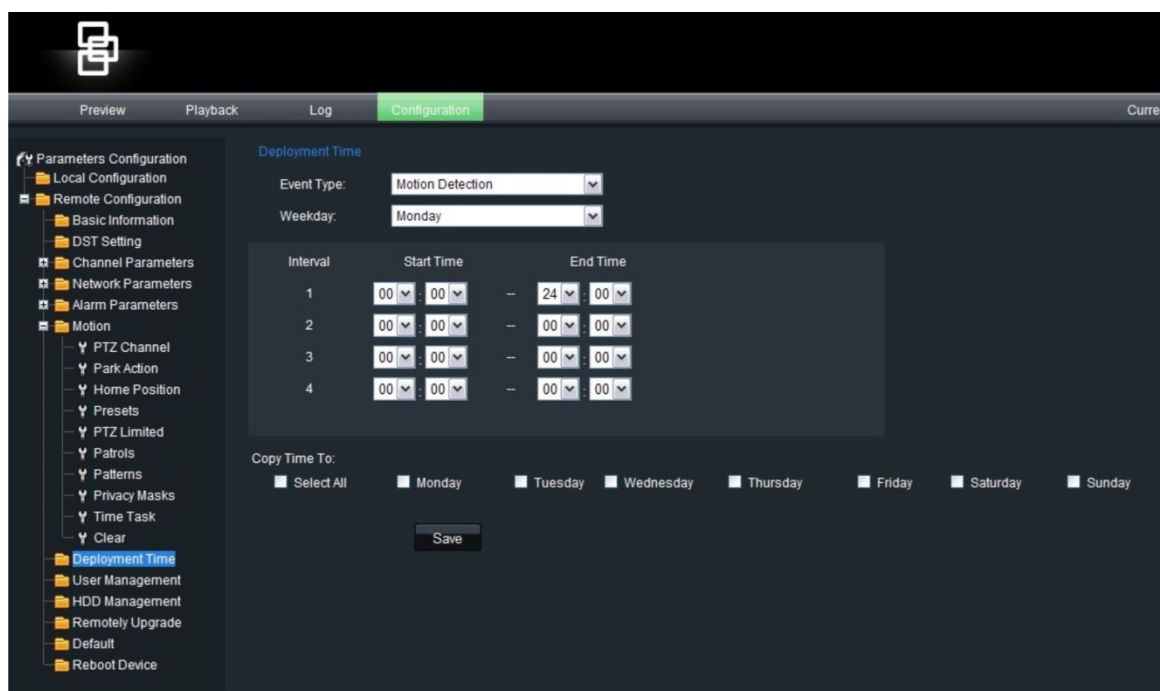 Preview Playback Log Configuration Curre
Parameters Configuration
Local Configuration
Remote Configuration
Basic Information
DST Setting
Channel Parameters
Network Parameters
Alarm Parameters
Motion
PTZ Channel
Park Action
Home Position
Presets
PTZ Limited
Patrols
Patterns
Privacy Masks
Time Task
Clear
Deployment Time
User Management
HDD Management
Remotely Upgrade
Default
Reboot Device
Deployment Time
Event Type: Motion Detection
Weekday: Monday
Interval Start Time End Time
1 00 : 00 -- 24 : 00
2 00 : 00 -- 00 : 00
3 00 : 00 -- 00 : 00
4 00 : 00 -- 00 : 00
Copy Time To:
Select All Monday Tuesday Wednesday Thursday Friday Saturday Sunday
Save